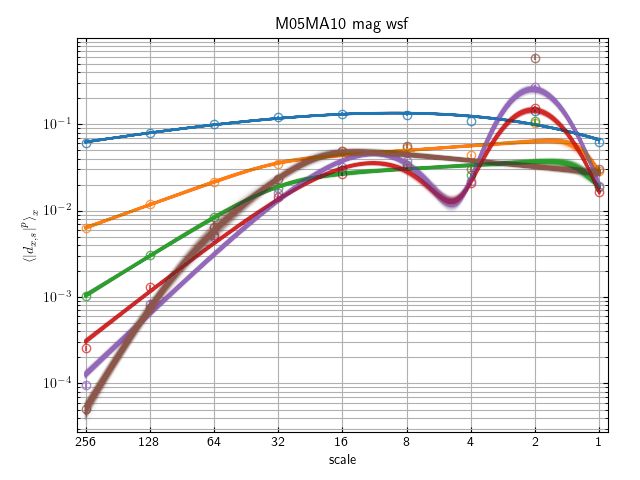 M05MA10 mag wsf
⟨|d_{x,s}|^p⟩_x
10^{-1}
10^{-2}
10^{-3}
10^{-4}
256 128 64 32 16 8 4 2 1
scale